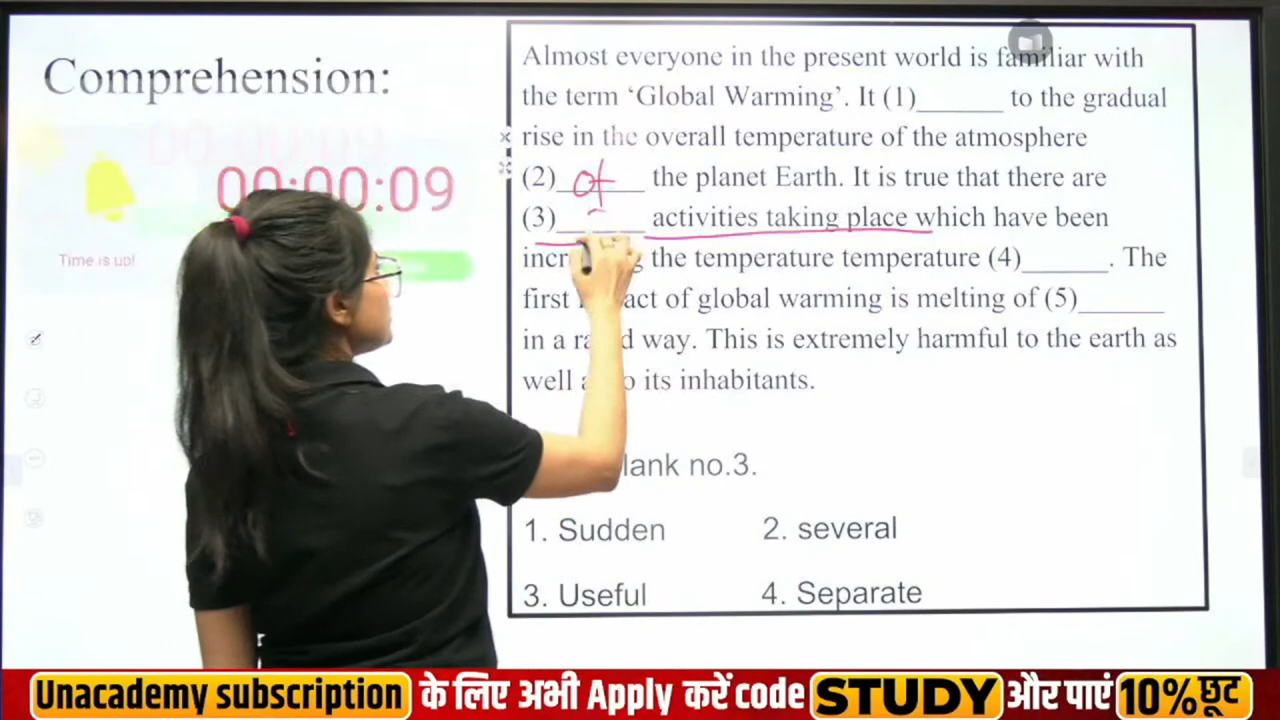 Comprehension:
00:00:09
Time is up!
Almost everyone in the present world is familiar with
the term ‘Global Warming’. It (1)______ to the gradual
rise in the overall temperature of the atmosphere
(2)__of__ the planet Earth. It is true that there are
(3)______ activities taking place which have been
the temperature temperature (4)______. The
first act of global warming is melting of (5)______
in a way. This is extremely harmful to the earth as
well its inhabitants.
lank no.3.
1. Sudden 2. several
3. Useful 4. Separate
Unacademy subscription के लिए अभी Apply करें code STUDY और पाएं 10% छूट